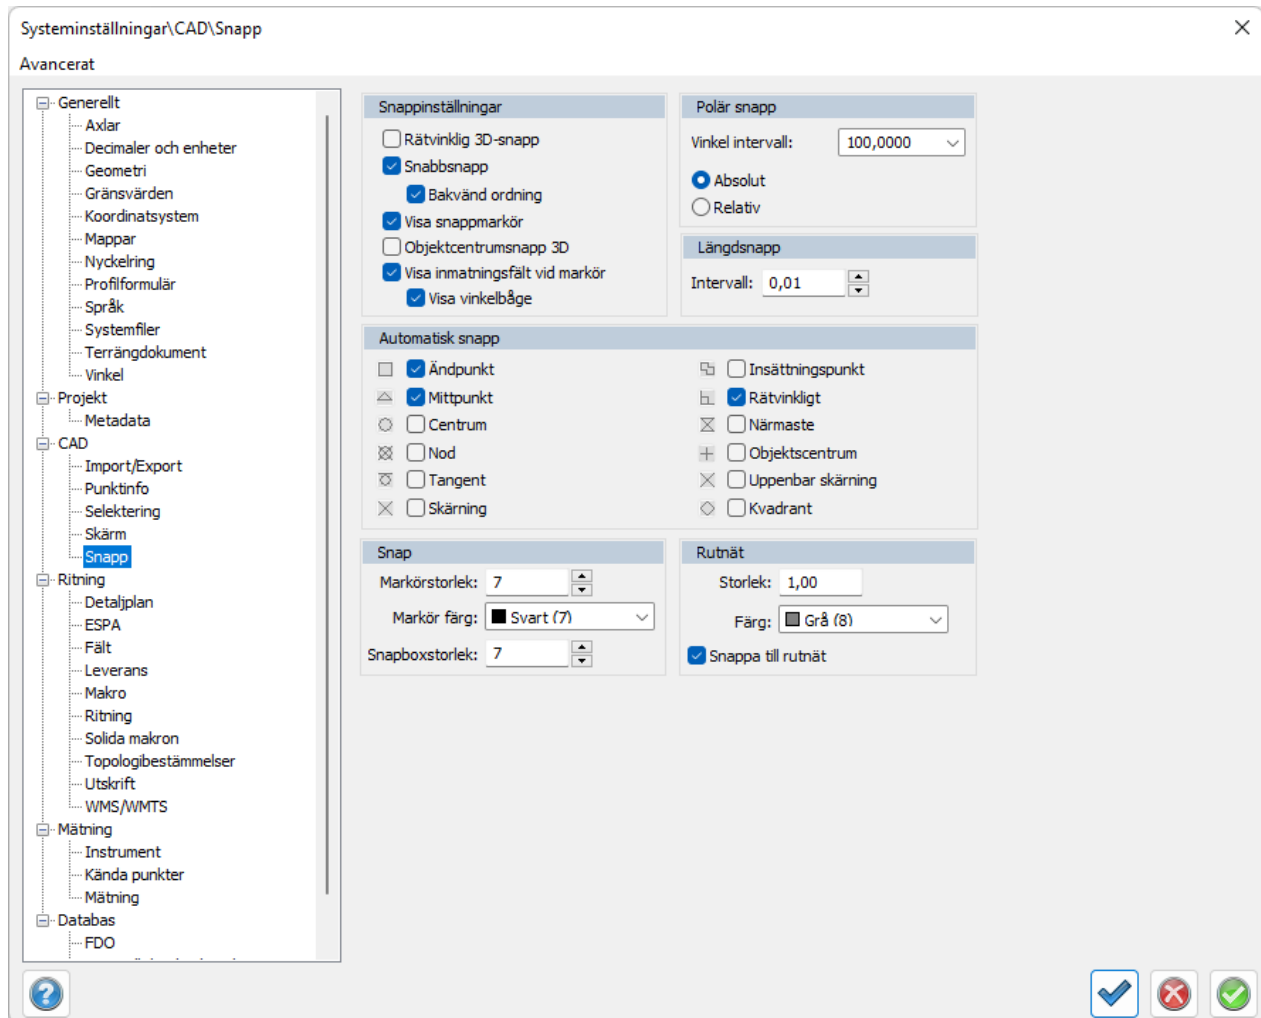 Systeminställningar\CAD\Snapp
Avancerat
Generellt
Axlar
Decimaler och enheter
Geometri
Gränsvärden
Koordinatsystem
Mappar
Nyckelring
Profilformulär
Språk
Systemfiler
Terrängdokument
Vinkel
Projekt
Metadata
CAD
Import/Export
Punktinfo
Selektering
Skärm
Snapp
Ritning
Detaljplan
ESPA
Fält
Leverans
Makro
Ritning
Solida makron
Topologibestämmelser
Utskrift
WMS/WMTS
Mätning
Instrument
Kända punkter
Mätning
Databas
FDO
Snappinställningar
Rätvinklig 3D-snapp
Snabbsnapp
Bakvänd ordning
Visa snappmarkör
Objektcentrumsnapp 3D
Visa inmatningsfält vid markör
Visa vinkelbåge
Polär snapp
Vinkel intervall: 100,0000
Absolut
Relativ
Längdsnapp
Intervall: 0,01
Automatisk snapp
Ändpunkt
Mittpunkt
Centrum
Nod
Tangent
Skärning
Insättningspunkt
Rätvinkligt
Närmaste
Objektscentrum
Uppenbar skärning
Kvadrant
Snap
Markörstorlek: 7
Markör färg: Svart (7)
Snapboxstorlek: 7
Rutnät
Storlek: 1,00
Färg: Grå (8)
Snappa till rutnät